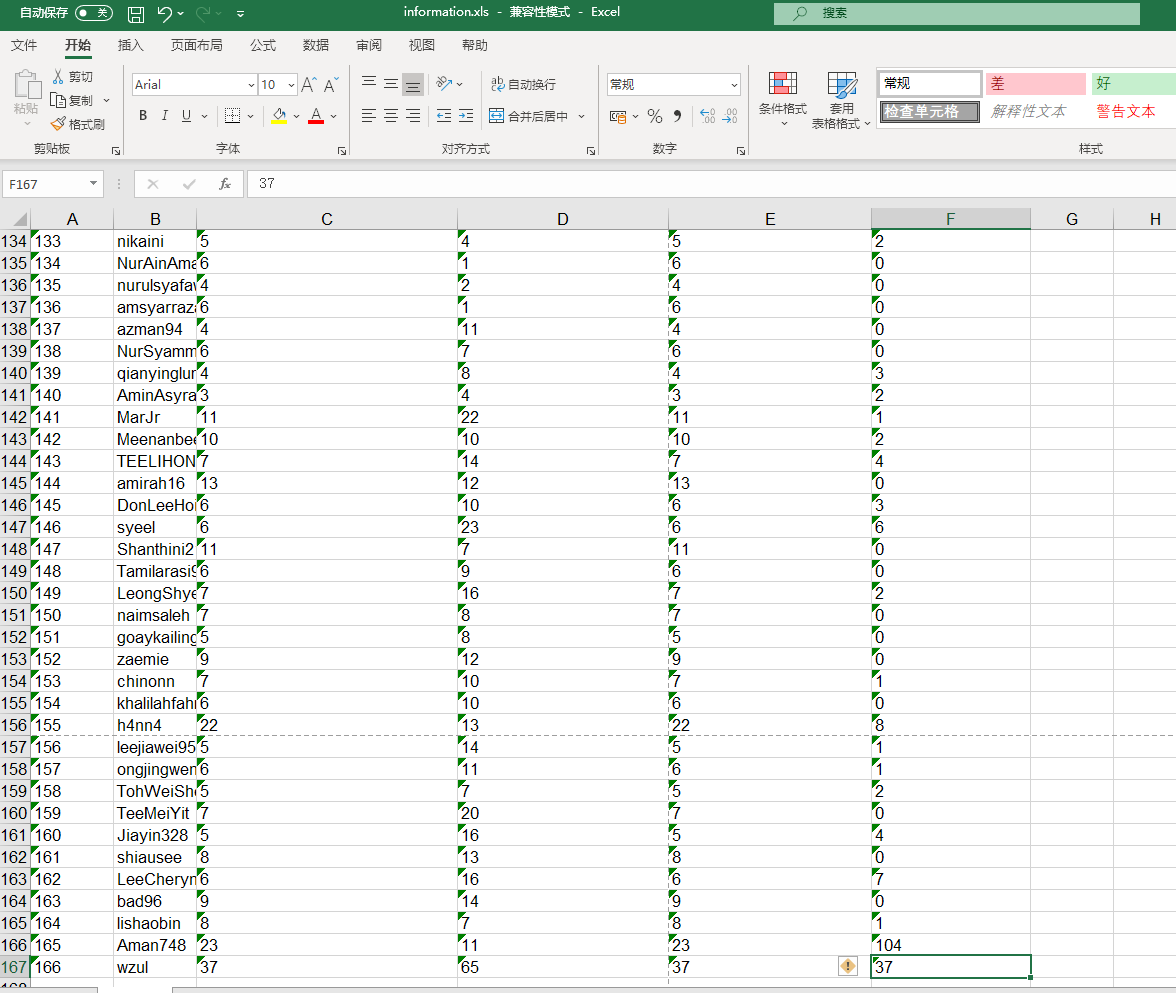 自动保存 关 information.xls - 兼容性模式 - Excel 搜索
文件 开始 插入 页面布局 公式 数据 审阅 视图 帮助
粘贴 剪切 复制 格式刷 剪贴板
Arial 10 A A B I U A 字体
ab 自动换行 合并后居中 对齐方式
常规 % 数字
条件格式 套用 表格格式
常规 差 好
检查单元格 解释性文本 警告文本
样式
F167 fx 37
A B C D E F G H
134 133 nikaini 5 4 5 2
135 134 NurAinAma 6 1 6 0
136 135 nurulsyafa 4 2 4 0
137 136 amsyarraz 6 1 6 0
138 137 azman94 4 11 4 0
139 138 NurSyamm 6 7 6 0
140 139 qianyinglu 4 8 4 3
141 140 AminAsyra 3 4 3 2
142 141 MarJr 11 22 11 1
143 142 Meenanbee 10 10 10 2
144 143 TEELIHON 7 14 7 4
145 144 amirah16 13 12 13 0
146 145 DonLeeHoi 6 10 6 3
147 146 syeel 6 23 6 6
148 147 Shanthini2 11 7 11 0
149 148 Tamilarasi9 6 9 6 0
150 149 LeongShye 7 16 7 2
151 150 naimsaleh 7 8 7 0
152 151 goaykailing 5 8 5 0
153 152 zaemie 9 12 9 0
154 153 chinonn 7 10 7 1
155 154 khalilahfah 6 10 6 0
156 155 h4nn4 22 13 22 8
157 156 leejiawei95 5 14 5 1
158 157 ongjingwen 6 11 6 1
159 158 TohWeiSh 5 7 5 2
160 159 TeeMeiYit 7 20 7 0
161 160 Jiayin328 5 16 5 4
162 161 shiausee 8 13 8 0
163 162 LeeCheryn 6 16 6 7
164 163 bad96 9 14 9 0
165 164 lishaobin 8 7 8 1
166 165 Aman748 23 11 23 104
167 166 wzul 37 65 37 37